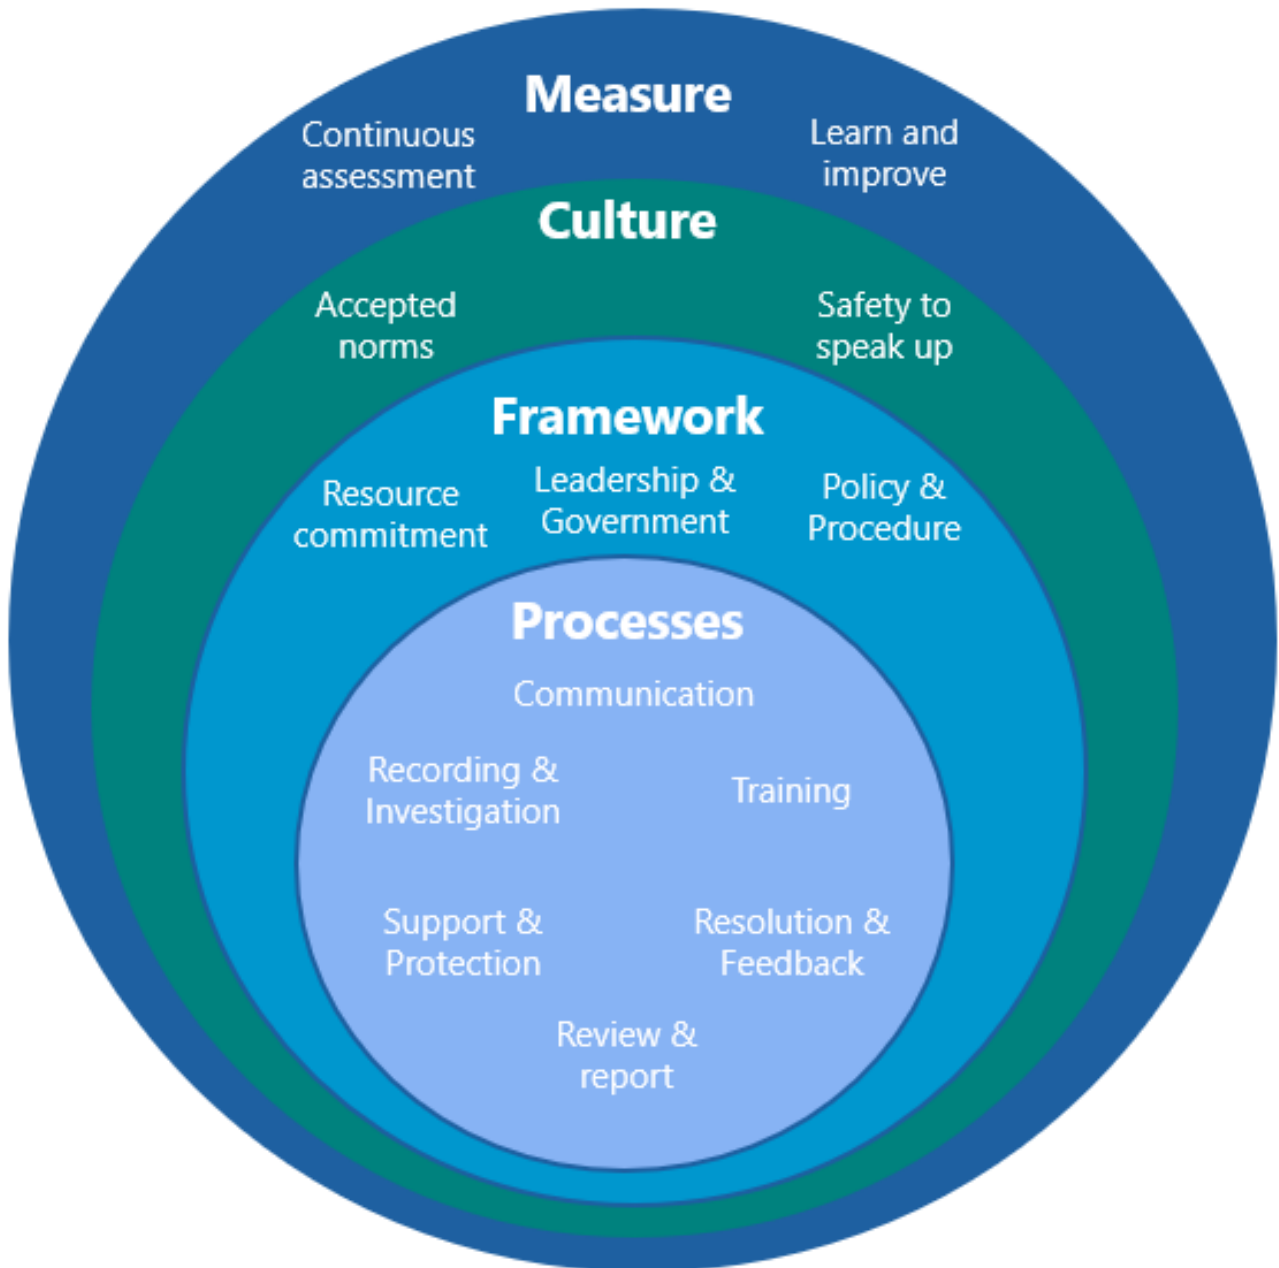 Measure
Continuous
assessment
Learn and
improve
Culture
Accepted
norms
Safety to
speak up
Framework
Resource
commitment
Leadership &
Government
Policy &
Procedure
Processes
Communication
Recording &
Investigation
Training
Support &
Protection
Resolution &
Feedback
Review &
report